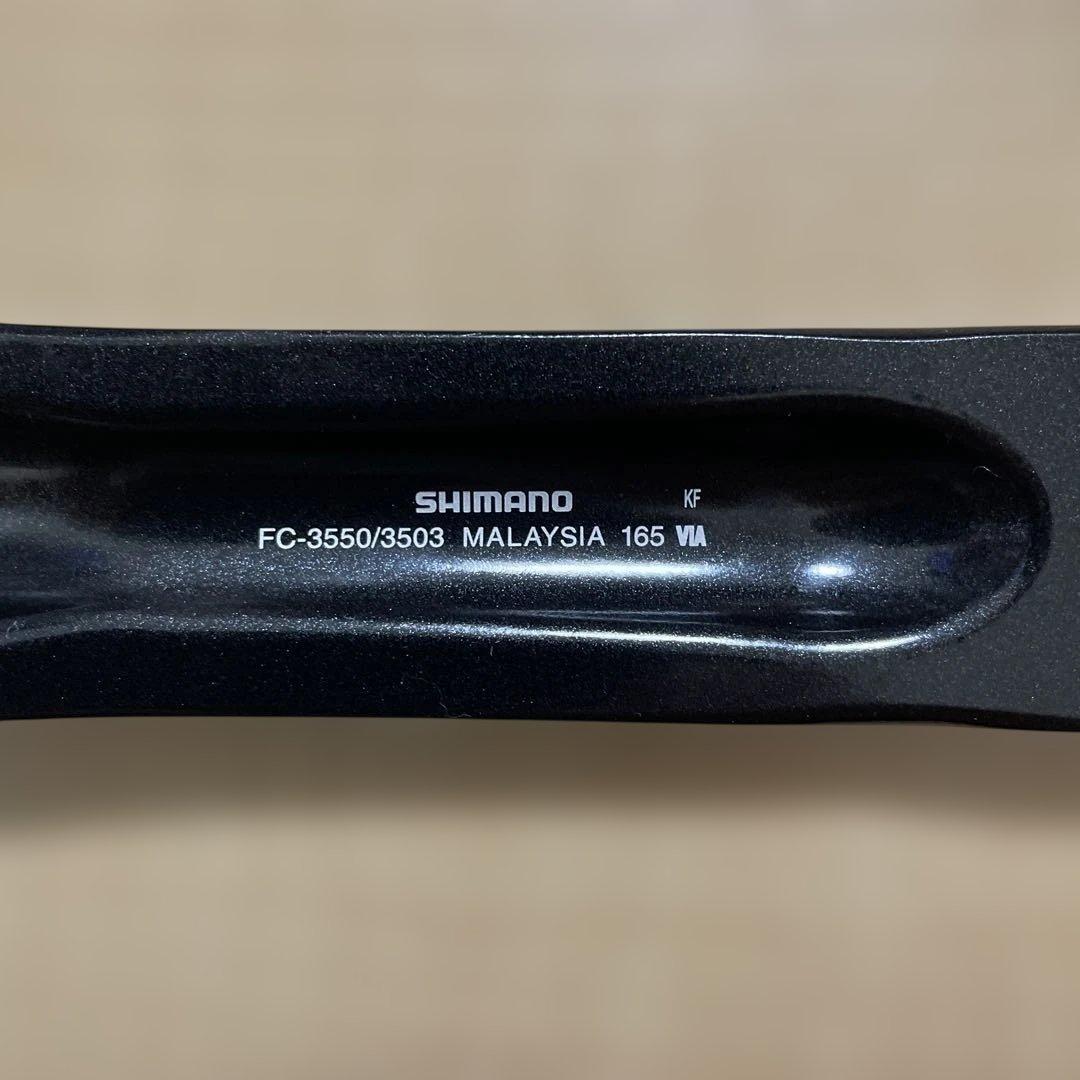 SHIMANO KF
FC-3550/3503 MALAYSIA 165 VIA